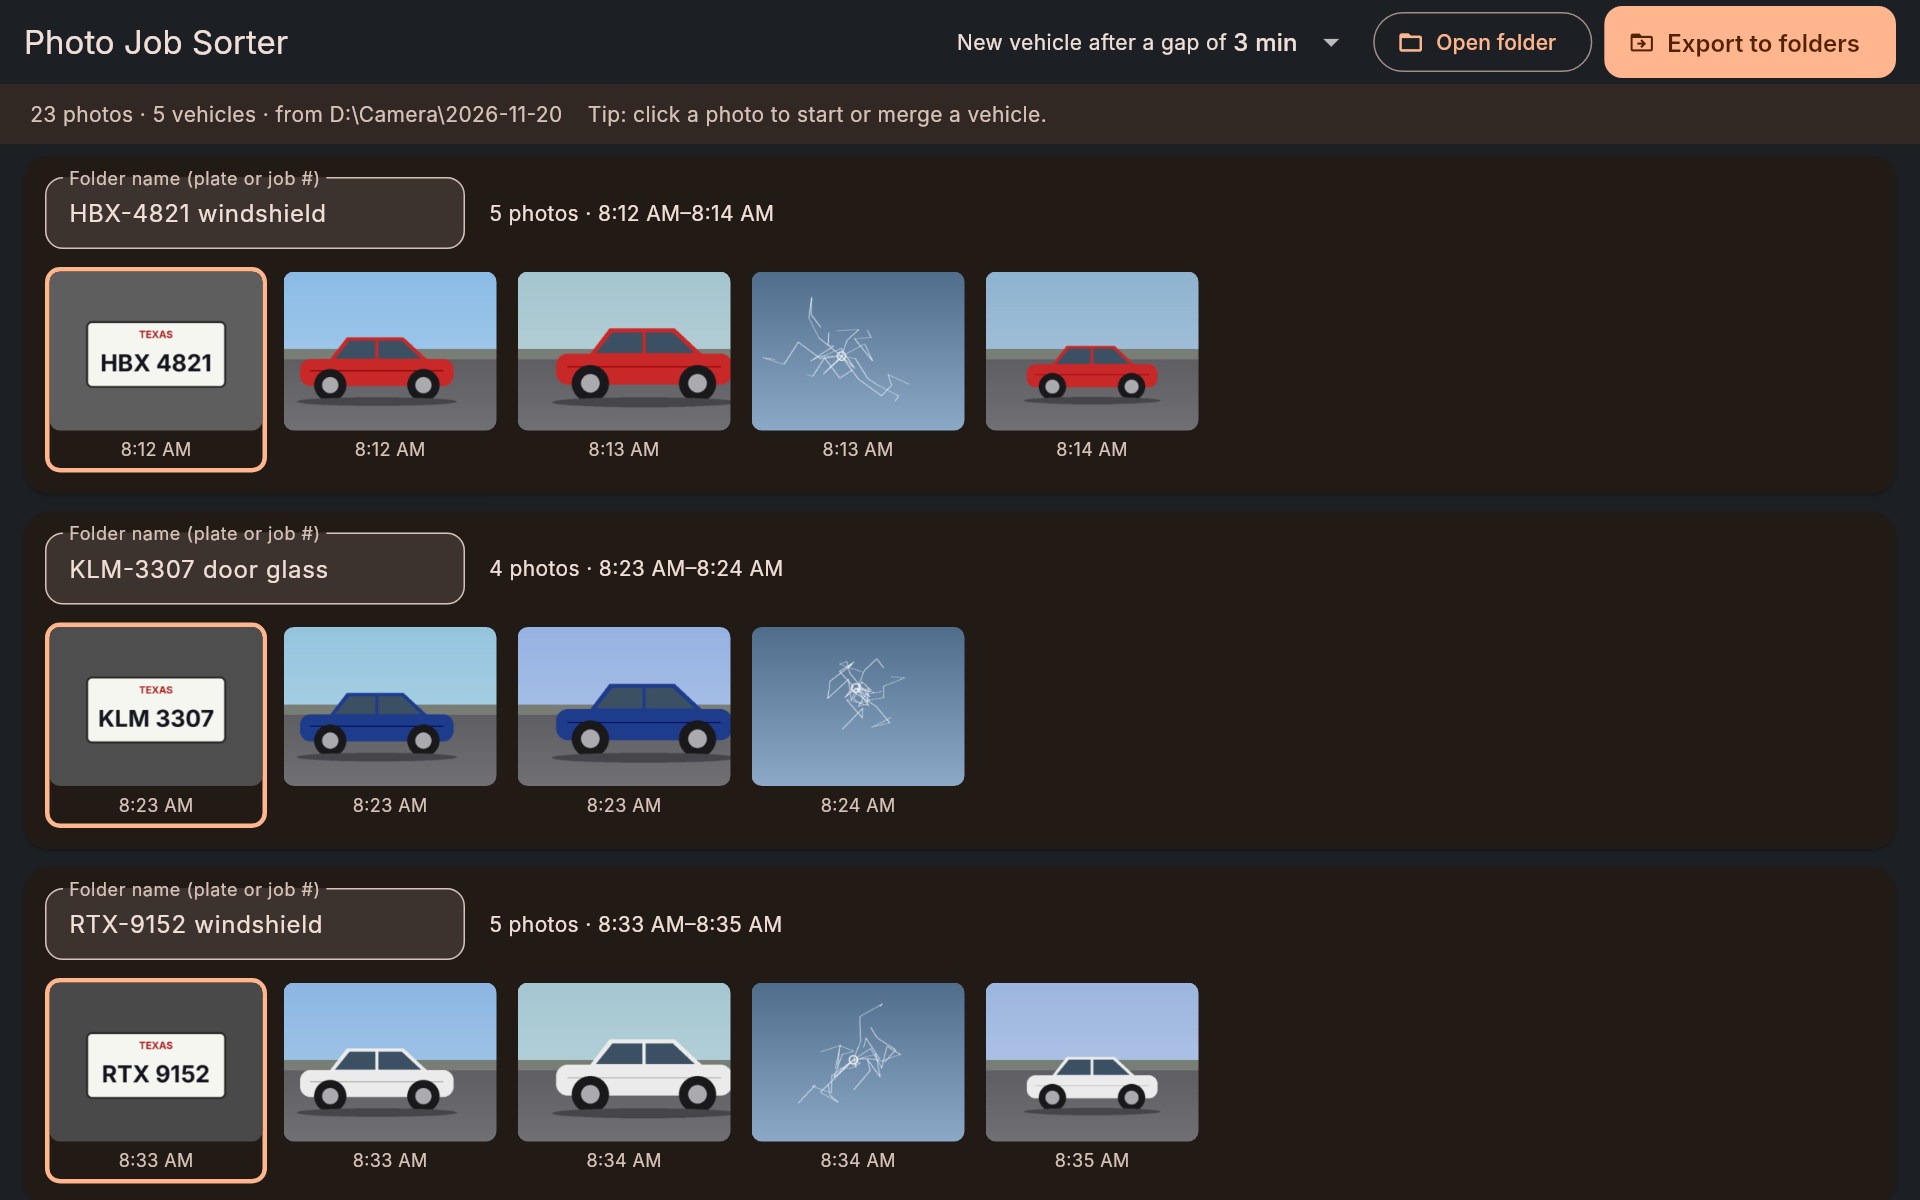 Photo Job Sorter
New vehicle after a gap of 3 min
Open folder
Export to folders
23 photos · 5 vehicles · from D:\Camera\2026-11-20
Tip: click a photo to start or merge a vehicle.
Folder name (plate or job #)
HBX-4821 windshield
5 photos · 8:12 AM–8:14 AM
TEXAS
HBX 4821
8:12 AM
8:12 AM
8:13 AM
8:13 AM
8:14 AM
Folder name (plate or job #)
KLM-3307 door glass
4 photos · 8:23 AM–8:24 AM
TEXAS
KLM 3307
8:23 AM
8:23 AM
8:23 AM
8:24 AM
Folder name (plate or job #)
RTX-9152 windshield
5 photos · 8:33 AM–8:35 AM
TEXAS
RTX 9152
8:33 AM
8:33 AM
8:34 AM
8:34 AM
8:35 AM